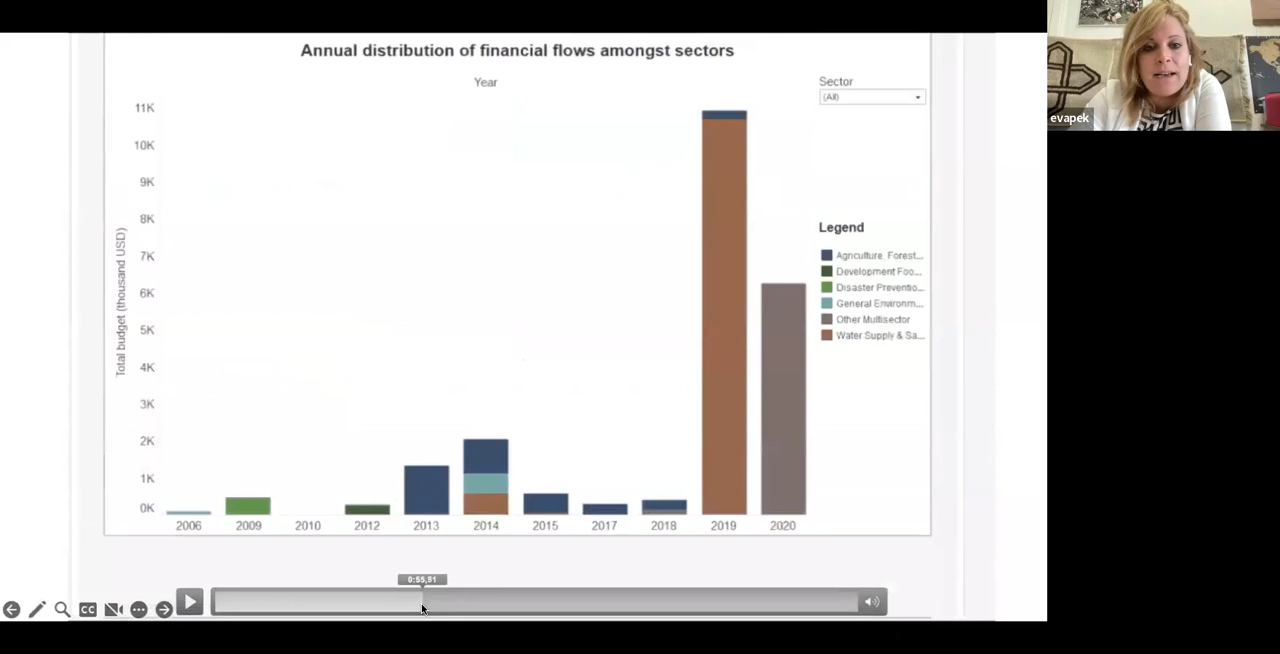 Annual distribution of financial flows amongst sectors
Year
Sector
(All)
11K
10K
9K
8K
7K
6K
5K
4K
3K
2K
1K
0K
Total budget (thousand USD)
2006 2009 2010 2012 2013 2014 2015 2017 2018 2019 2020
Legend
Agriculture, Forest...
Development Foo...
Disaster Preventio...
General Environm...
Other Multisector
Water Supply & Sa...
evapek
0:55,51
CC